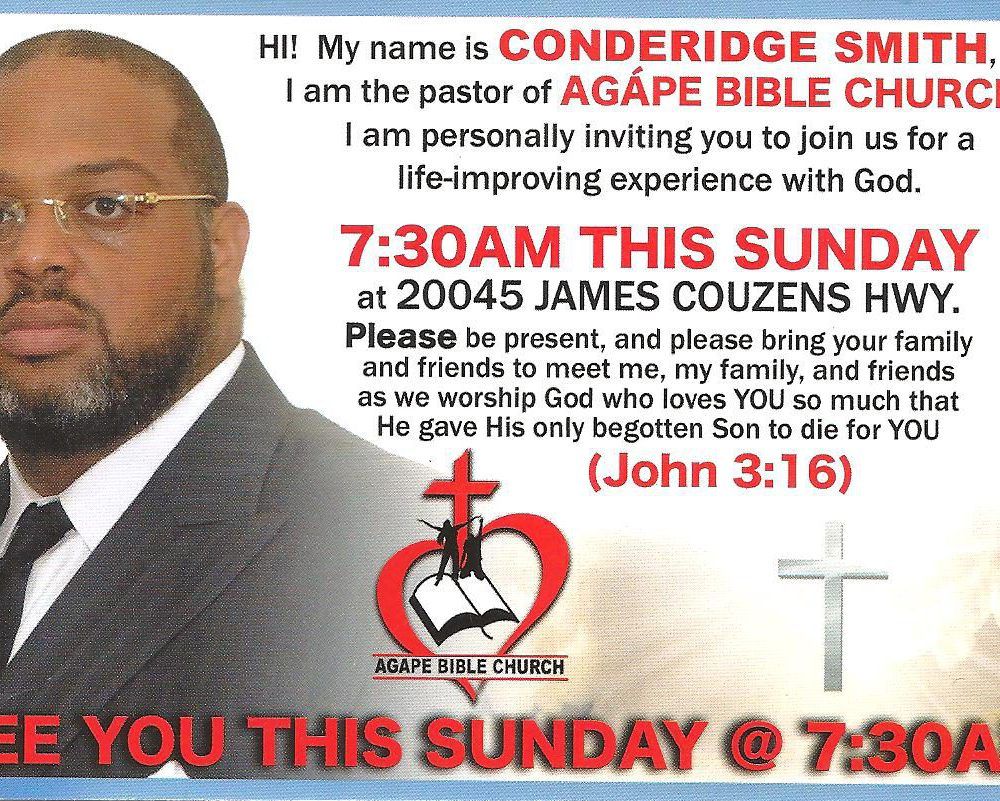 HI! My name is CONDERIDGE SMITH,
I am the pastor of AGÁPE BIBLE CHURC
I am personally inviting you to join us for a
life-improving experience with God.
7:30AM THIS SUNDAY
at 20045 JAMES COUZENS HWY.
Please be present, and please bring your family
and friends to meet me, my family, and friends
as we worship God who loves YOU so much that
He gave His only begotten Son to die for YOU
(John 3:16)
AGAPE BIBLE CHURCH
EE YOU THIS SUNDAY @ 7:30A